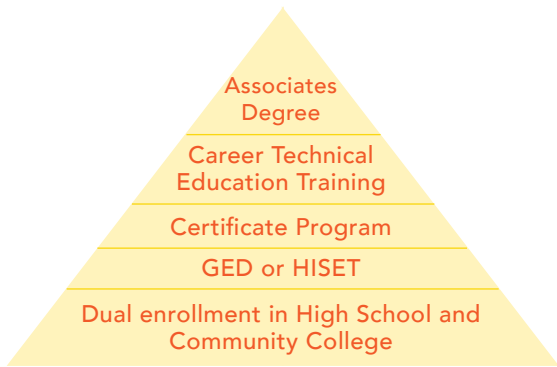 Associates
Degree
Career Technical
Education Training
Certificate Program
GED or HISET
Dual enrollment in High School and
Community College